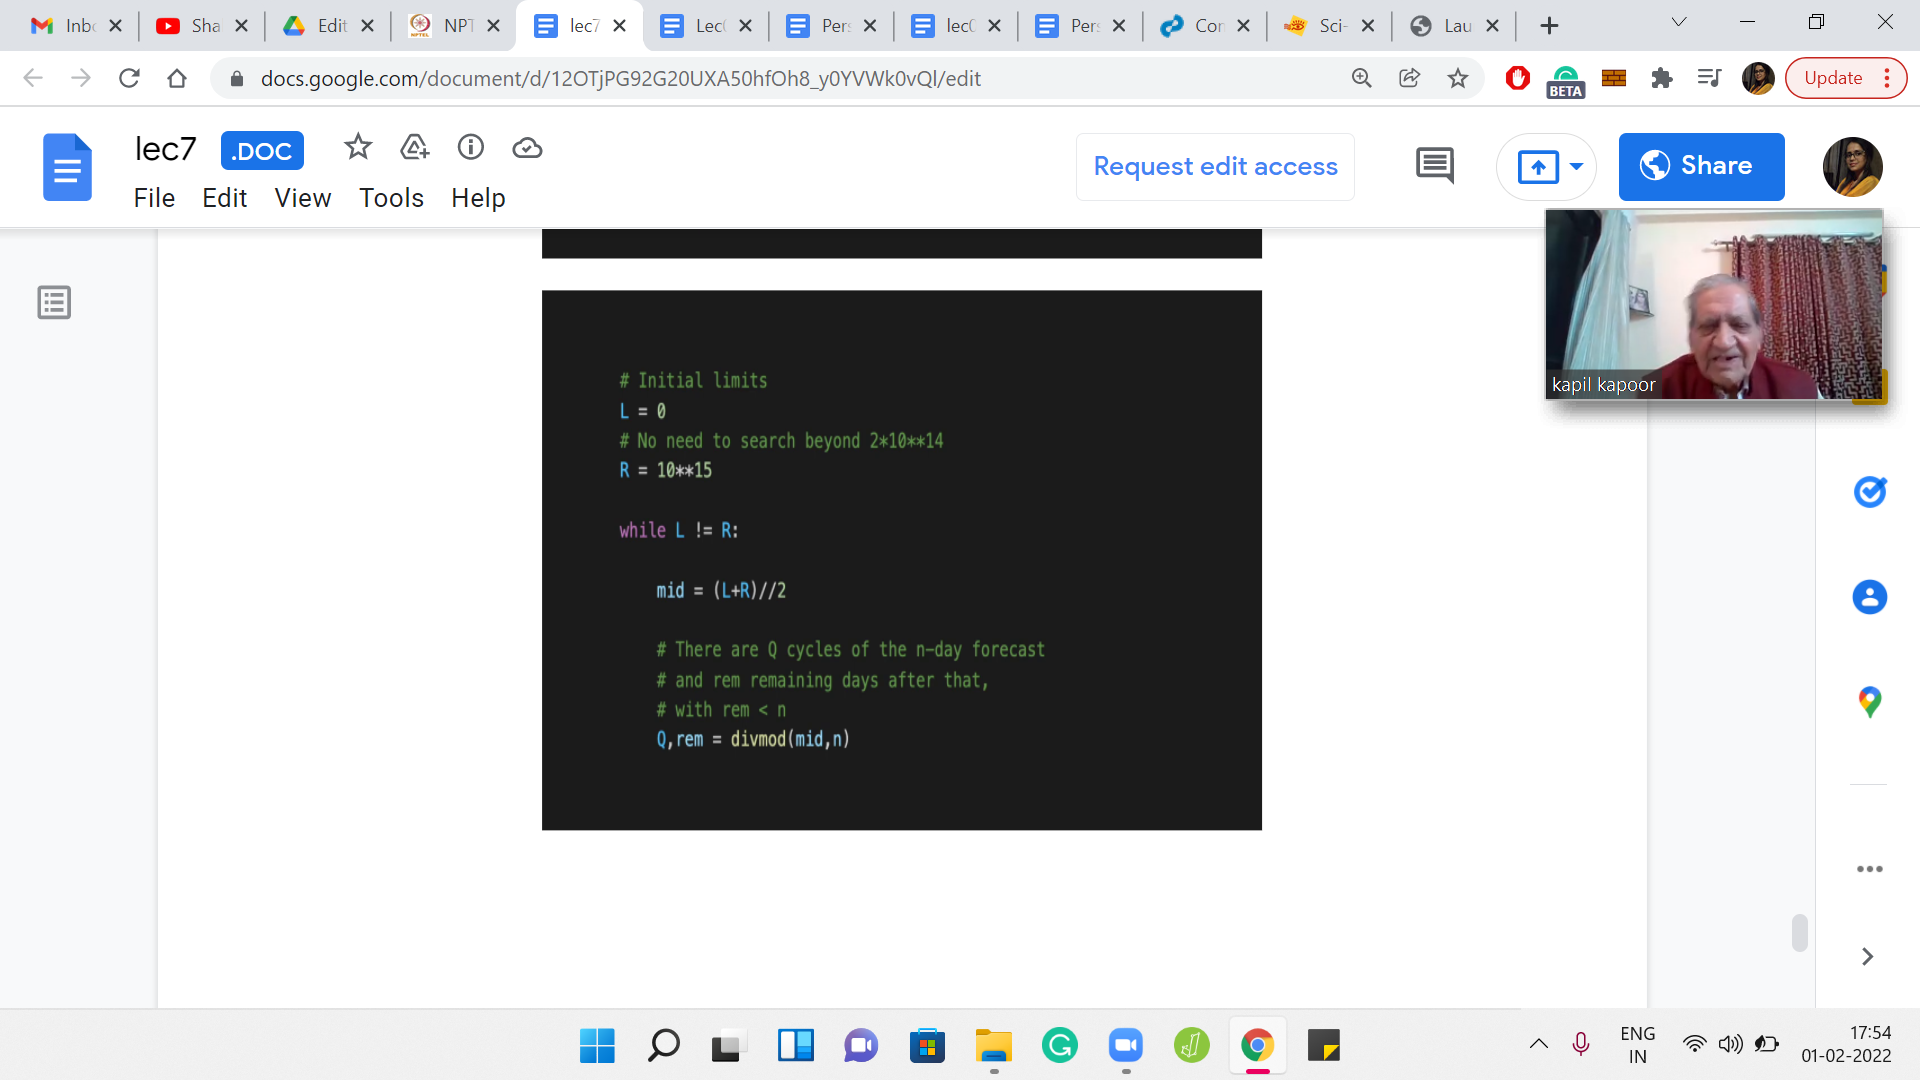 Inbo
Sha
Edit
NPT
lec7
Lec
Pers
lec0
Pers
Con
Sci-
Lau
docs.google.com/document/d/12OTjPG92G20UXA50hfOh8_y0YVWk0vQl/edit
BETA
Update
lec7
.DOC
Request edit access
Share
File Edit View Tools Help
kapil kapoor
# Initial limits
L = 0
# No need to search beyond 2*10**14
R = 10**15
while L != R:
mid = (L+R)//2
# There are Q cycles of the n-day forecast
# and rem remaining days after that,
# with rem < n
Q,rem = divmod(mid,n)
ENG
IN
17:54
01-02-2022